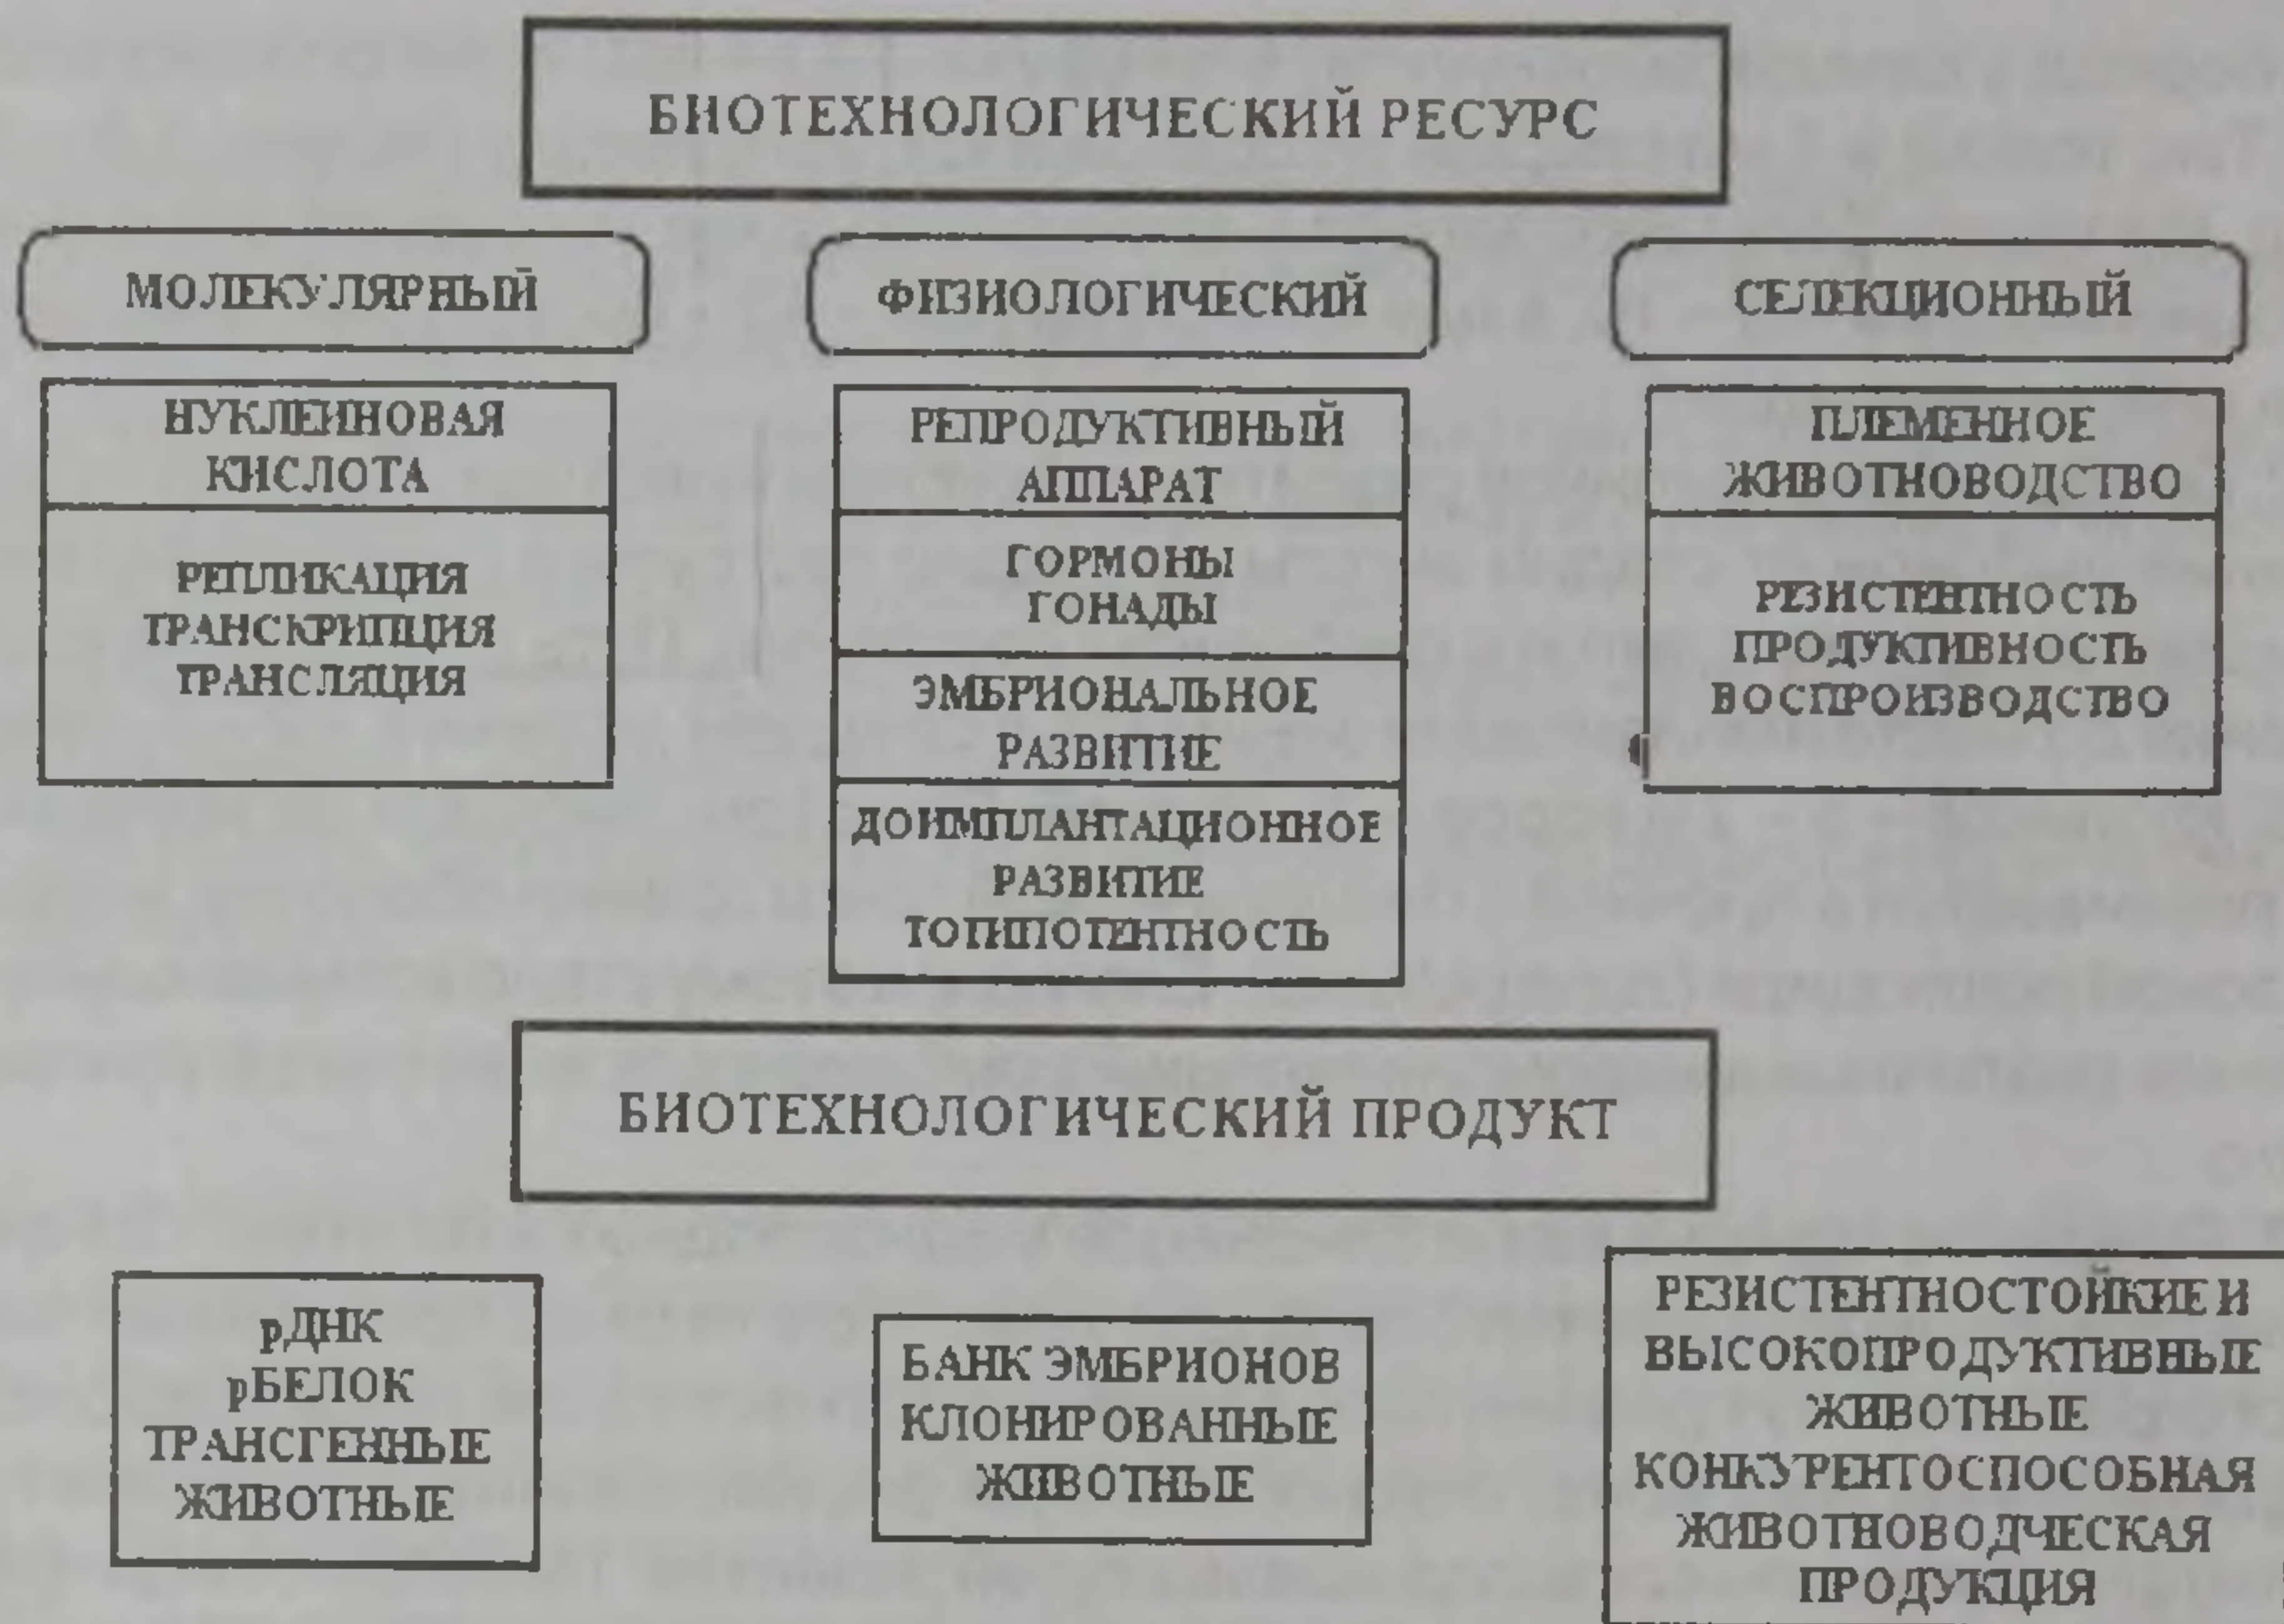 БИОТЕХНОЛОГИЧЕСКИЙ РЕСУРС
МОЛЕКУЛЯРНЫЙ
НУКЛЕИНОВАЯ
КИСЛОТА
РЕПЛИКАЦИЯ
ТРАНСКРИПЦИЯ
ТРАНСЛЯЦИЯ
ФИЗИОЛОГИЧЕСКИЙ
РЕПРОДУКТИВНЫЙ
АППАРАТ
ГОРМОНЫ
ГОНАДЫ
ЭМБРИОНАЛЬНОЕ
РАЗВИТИЕ
ДОИМПЛАНТАЦИОННОЕ
РАЗВИТИЕ
ТОТИПОТЕНТНОСТЬ
СЕЛЕКЦИОННЫЙ
ПЛЕМЕННОЕ
ЖИВОТНОВОДСТВО
РЕЗИСТЕНТНОСТЬ
ПРОДУКТИВНОСТЬ
ВОСПРОИЗВОДСТВО
БИОТЕХНОЛОГИЧЕСКИЙ ПРОДУКТ
рДНК
рБЕЛОК
ТРАНСГЕННЫЕ
ЖИВОТНЫЕ
БАНК ЭМБРИОНОВ
КЛОНИРОВАННЫЕ
ЖИВОТНЫЕ
РЕЗИСТЕНТНОСТОЙКИЕ И
ВЫСОКОПРОДУКТИВНЫЕ
ЖИВОТНЫЕ
КОНКУРЕНТОСПОСОБНАЯ
ЖИВОТНОВОДЧЕСКАЯ
ПРОДУКЦИЯ